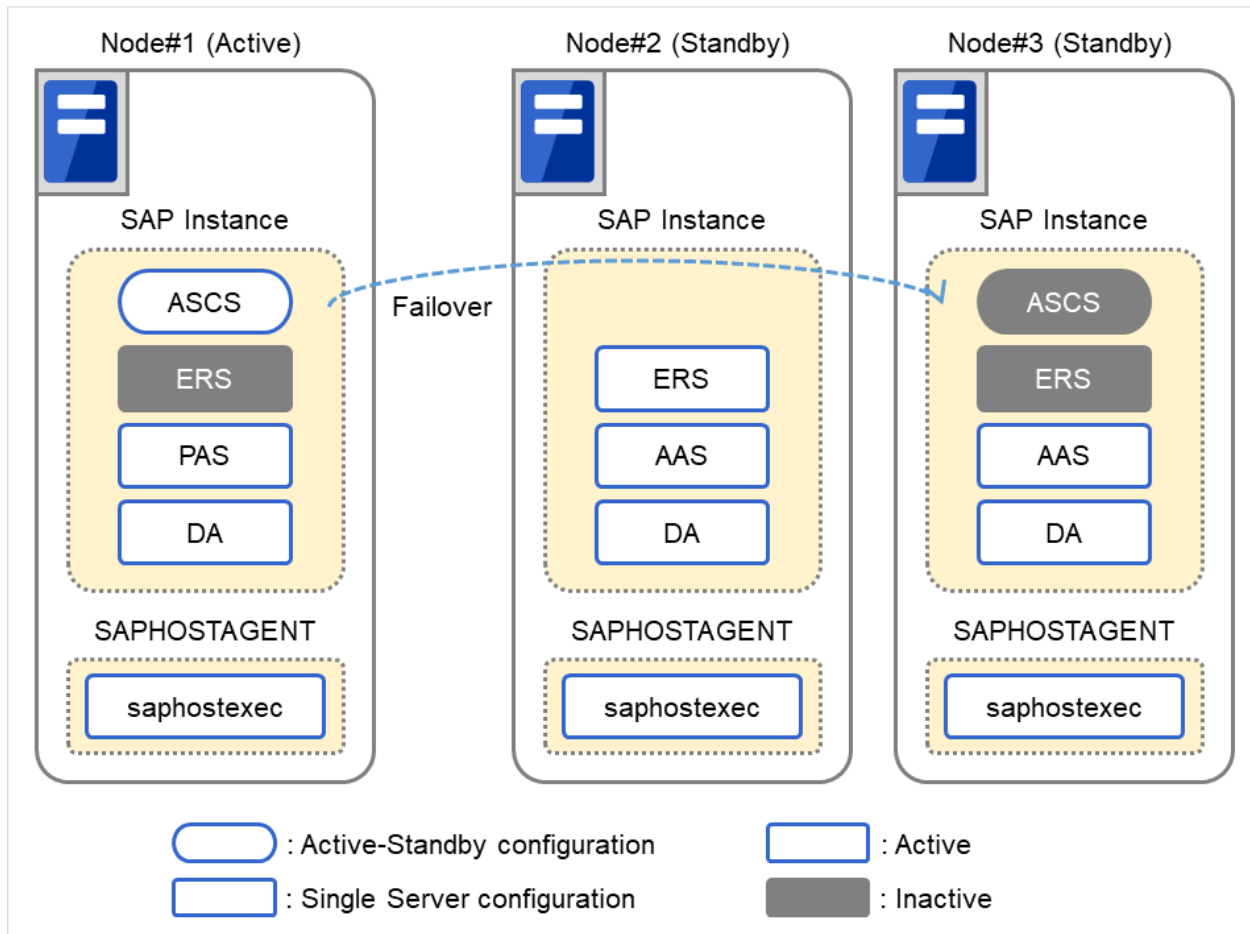 Node#1 (Active)
Node#2 (Standby)
Node#3 (Standby)
SAP Instance
SAP Instance
SAP Instance
ASCS
Failover
ASCS
ERS
ERS
ERS
PAS
AAS
AAS
DA
DA
DA
SAPHOSTAGENT
SAPHOSTAGENT
SAPHOSTAGENT
saphostexec
saphostexec
saphostexec
: Active-Standby configuration
: Active
: Single Server configuration
: Inactive